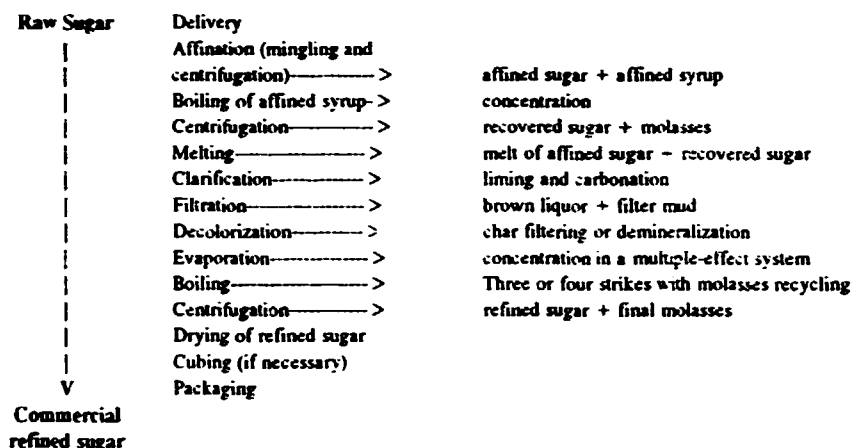 Raw Sugar Delivery
Affination (mingling and
centrifugation)-----------> affined sugar + affined syrup
Boiling of affined syrup-> concentration
Centrifugation-----------> recovered sugar + molasses
Melting-----------> melt of affined sugar - recovered sugar
Clarification-----------> liming and carbonation
Filtration-----------> brown liquor + filter mud
Decolorization-----------> char filtering or demineralization
Evaporation-----------> concentration in a multiple-effect system
Boiling-----------> Three or four strikes with molasses recycling
Centrifugation-----------> refined sugar + final molasses
Drying of refined sugar
Cubing (if necessary)
V Packaging
Commercial
refined sugar